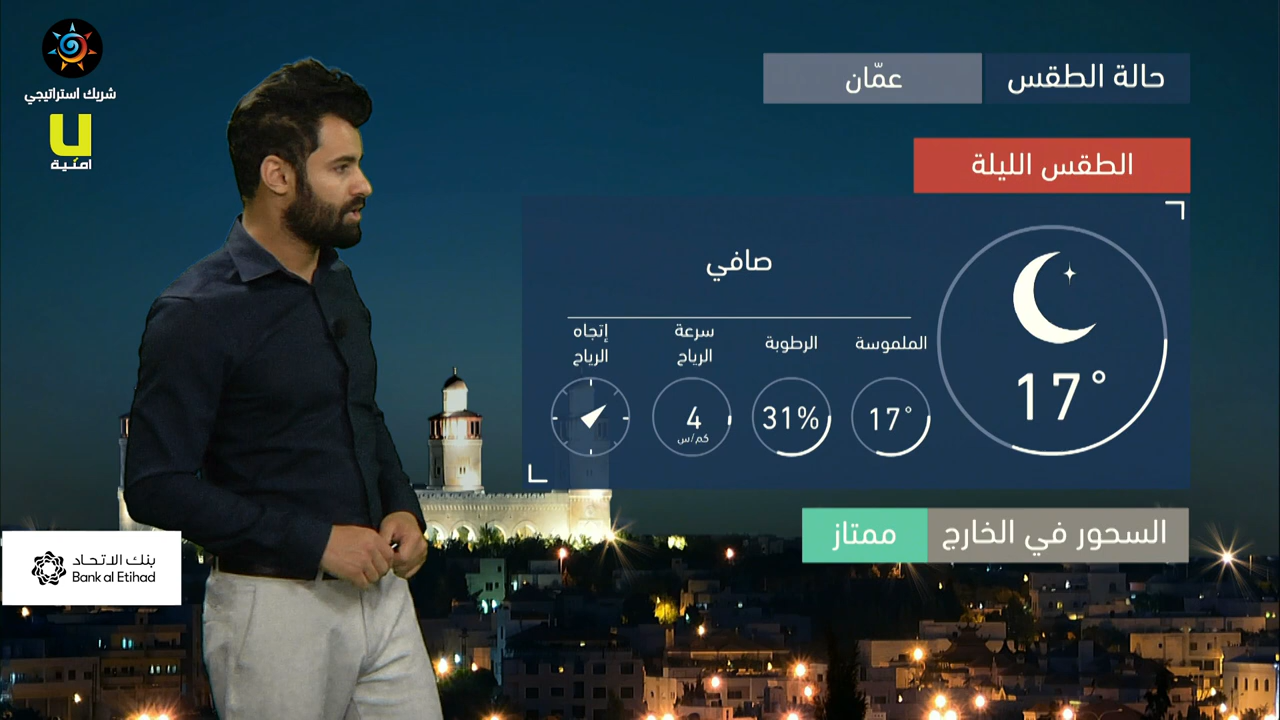 حالة الطقس
عمّان
الطقس الليلة
صافي
17°
الملموسة
17°
الرطوبة
31%
سرعة
الرياح
4
كم/س
إتجاه
الرياح
السحور في الخارج
ممتاز
شريك استراتيجي
U
امنية
بنك الاتحاد
Bank al Etihad